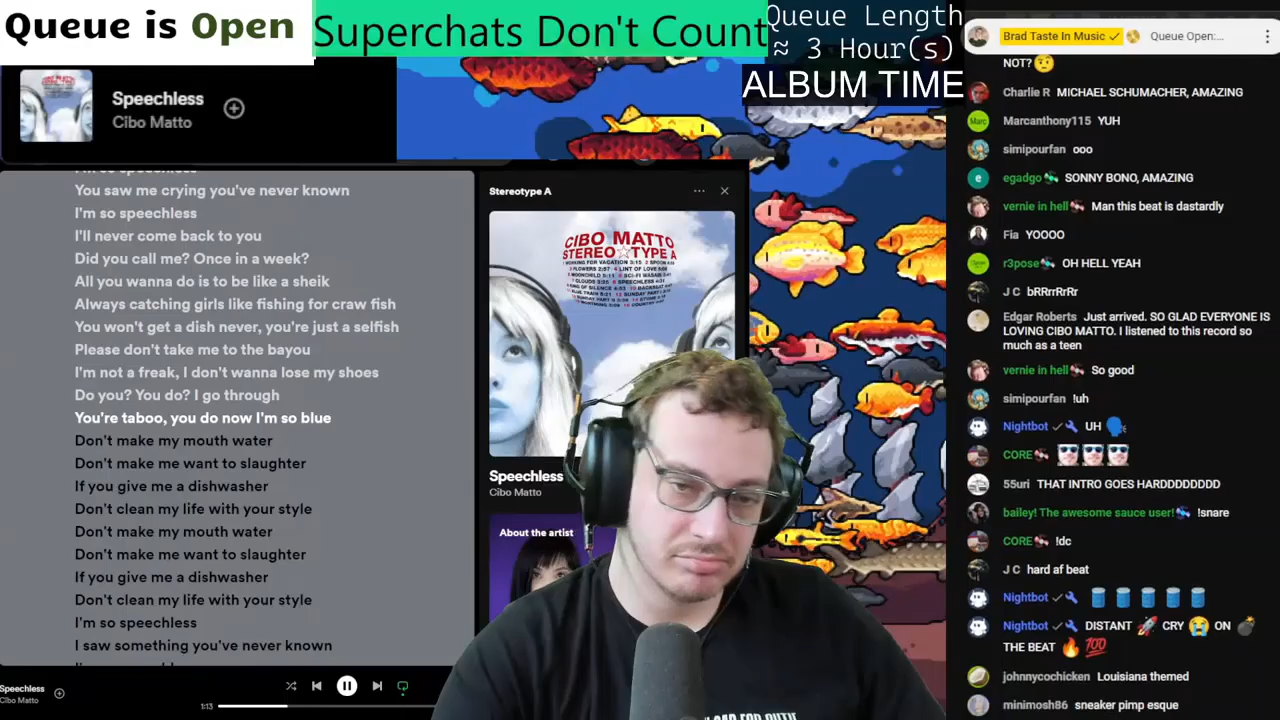 Queue is Open
Superchats Don't Count
Queue Length
≈ 3 Hour(s)
ALBUM TIME
Speechless
Cibo Matto
You saw me crying you've never known
I'm so speechless
I'll never come back to you
Did you call me? Once in a week?
All you wanna do is to be like a sheik
Always catching girls like fishing for craw fish
You won't get a dish never, you're just a selfish
Please don't take me to the bayou
I'm not a freak, I don't wanna lose my shoes
Do you? You do? I go through
You're taboo, you do now I'm so blue
Don't make my mouth water
Don't make me want to slaughter
If you give me a dishwasher
Don't clean my life with your style
Don't make my mouth water
Don't make me want to slaughter
If you give me a dishwasher
Don't clean my life with your style
I'm so speechless
I saw something you've never known
Speechless
Cibo Matto
1:13
Stereotype A
CIBO MATTO
STEREO☆TYPE A
Speechless
Cibo Matto
About the artist
Brad Taste In Music Queue Open:...
NOT?🤨
Charlie R MICHAEL SCHUMACHER, AMAZING
Marcanthony115 YUH
simipourfan ooo
egadgo SONNY BONO, AMAZING
vernie in hell Man this beat is dastardly
Fia YOOOO
r3pose OH HELL YEAH
J C bRRrRrRr
Edgar Roberts Just arrived. SO GLAD EVERYONE IS
LOVING CIBO MATTO. I listened to this record so
much as a teen
vernie in hell So good
simipourfan !uh
Nightbot UH 🗣️
CORE
55uri THAT INTRO GOES HARDDDDDDDD
bailey! The awesome sauce user! !snare
CORE !dc
J C hard af beat
Nightbot 🛢️ 🛢️ 🛢️ 🛢️ 🛢️
Nightbot DISTANT 🚀 CRY 😭 ON 💣
THE BEAT 🔥 💯
johnnycochicken Louisiana themed
minimosh86 sneaker pimp esque